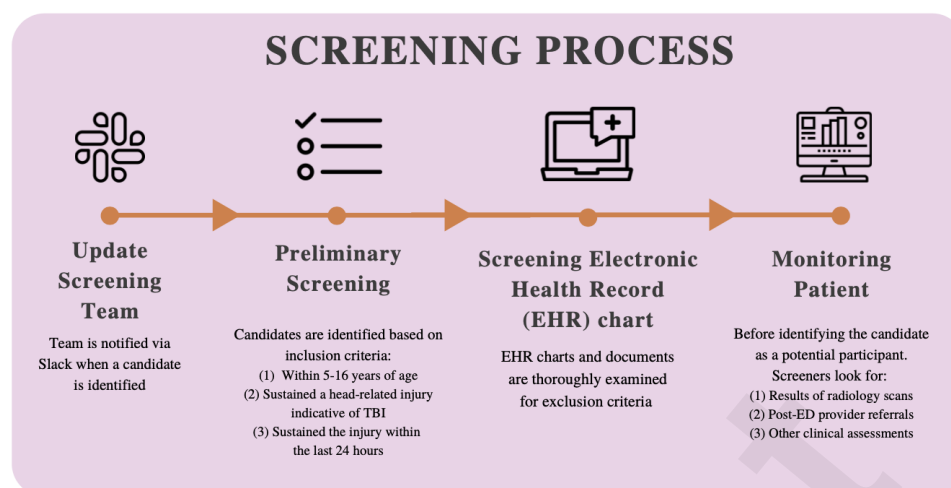 SCREENING PROCESS
Update
Screening
Team
Team is notified via
Slack when a candidate
is identified
Preliminary
Screening
Candidates are identified based on
inclusion criteria:
(1) Within 5-16 years of age
(2) Sustained a head-related injury
indicative of TBI
(3) Sustained the injury within
the last 24 hours
Screening Electronic
Health Record
(EHR) chart
EHR charts and documents
are thoroughly examined
for exclusion criteria
Monitoring
Patient
Before identifying the candidate
as a potential participant.
Screeners look for:
(1) Results of radiology scans
(2) Post-ED provider referrals
(3) Other clinical assessments